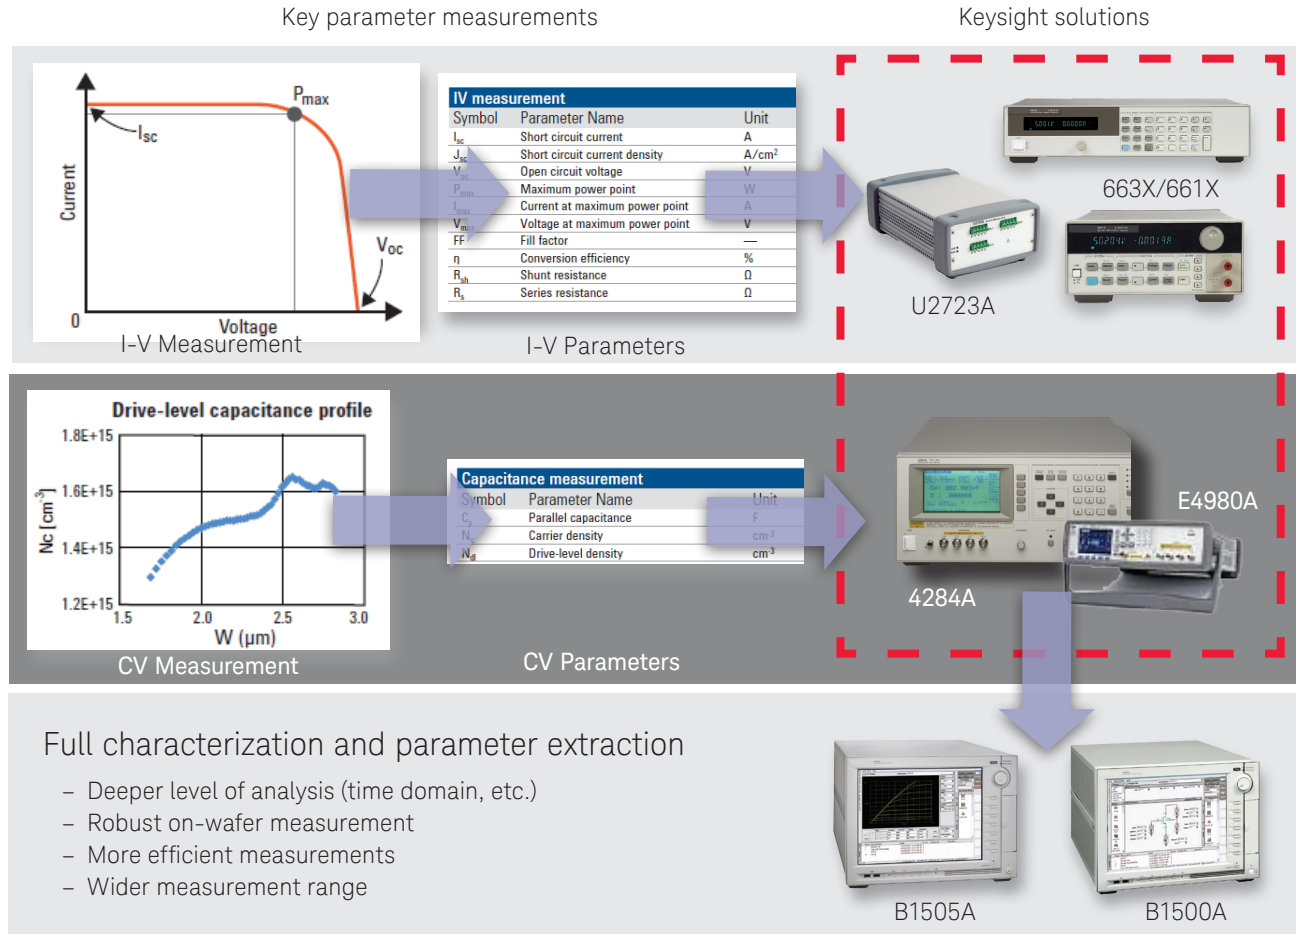 Key parameter measurements
Keysight solutions
Current
Pmax
Isc
Voc
0
Voltage
I-V Measurement
IV measurement
Symbol Parameter Name Unit
Isc Short circuit current A
Jsc Short circuit current density A/cm²
Voc Open circuit voltage V
Pmax Maximum power point W
Imax Current at maximum power point A
Vmax Voltage at maximum power point V
FF Fill factor —
η Conversion efficiency %
Rsh Shunt resistance Ω
Rs Series resistance Ω
I-V Parameters
663X/661X
U2723A
Drive-level capacitance profile
Nc [cm-3]
1.8E+15
1.6E+15
1.4E+15
1.2E+15
1.5 2.0 2.5 3.0
W (µm)
CV Measurement
Capacitance measurement
Symbol Parameter Name Unit
Parallel capacitance F
Carrier density cm-3
Ndl Drive-level density cm-3
CV Parameters
E4980A
4284A
Full characterization and parameter extraction
– Deeper level of analysis (time domain, etc.)
– Robust on-wafer measurement
– More efficient measurements
– Wider measurement range
B1505A
B1500A